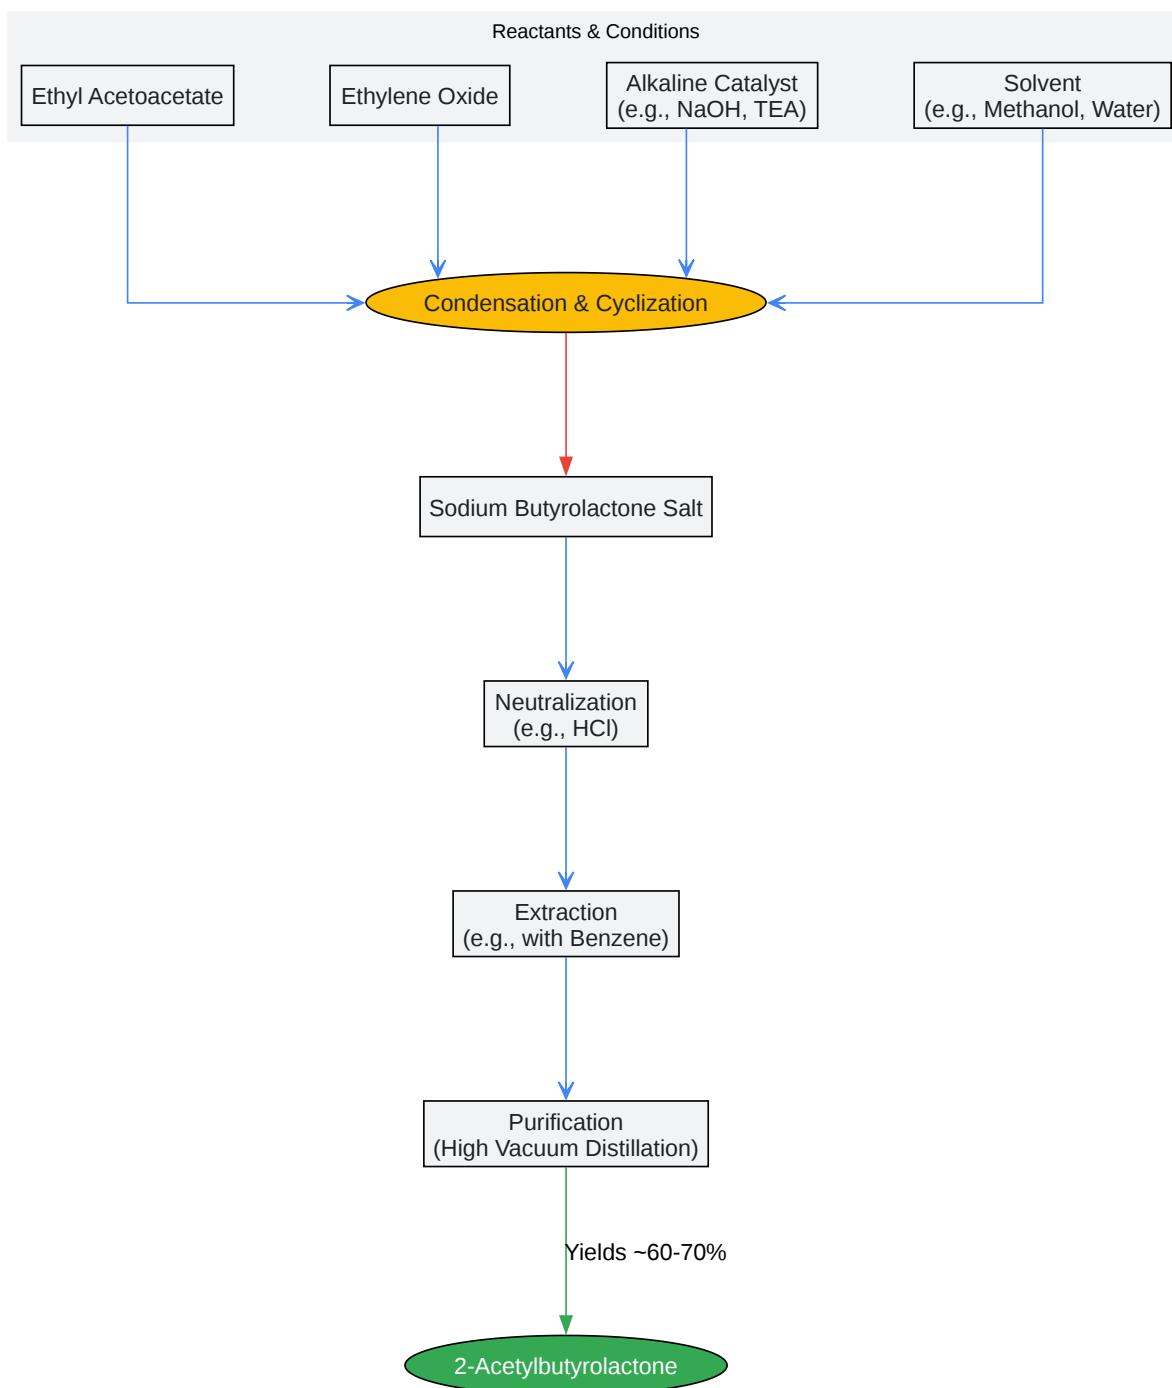 Reactants & Conditions
Ethyl Acetoacetate
Ethylene Oxide
Alkaline Catalyst
(e.g., NaOH, TEA)
Solvent
(e.g., Methanol, Water)
Condensation & Cyclization
Sodium Butyrolactone Salt
Neutralization
(e.g., HCl)
Extraction
(e.g., with Benzene)
Purification
(High Vacuum Distillation)
Yields ~60-70%
2-Acetylbutyrolactone